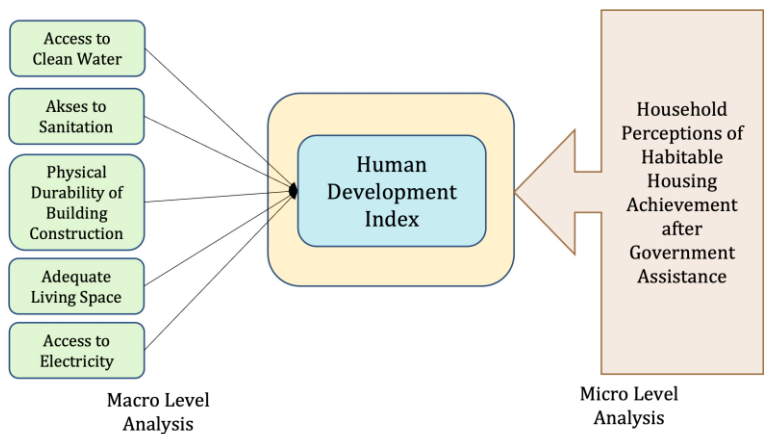 Access to
Clean Water
Akses to
Sanitation
Physical
Durability of
Building
Construction
Adequate
Living Space
Access to
Electricity
Macro Level
Analysis
Human
Development
Index
Household
Perceptions of
Habitable
Housing
Achievement
after
Government
Assistance
Micro Level
Analysis